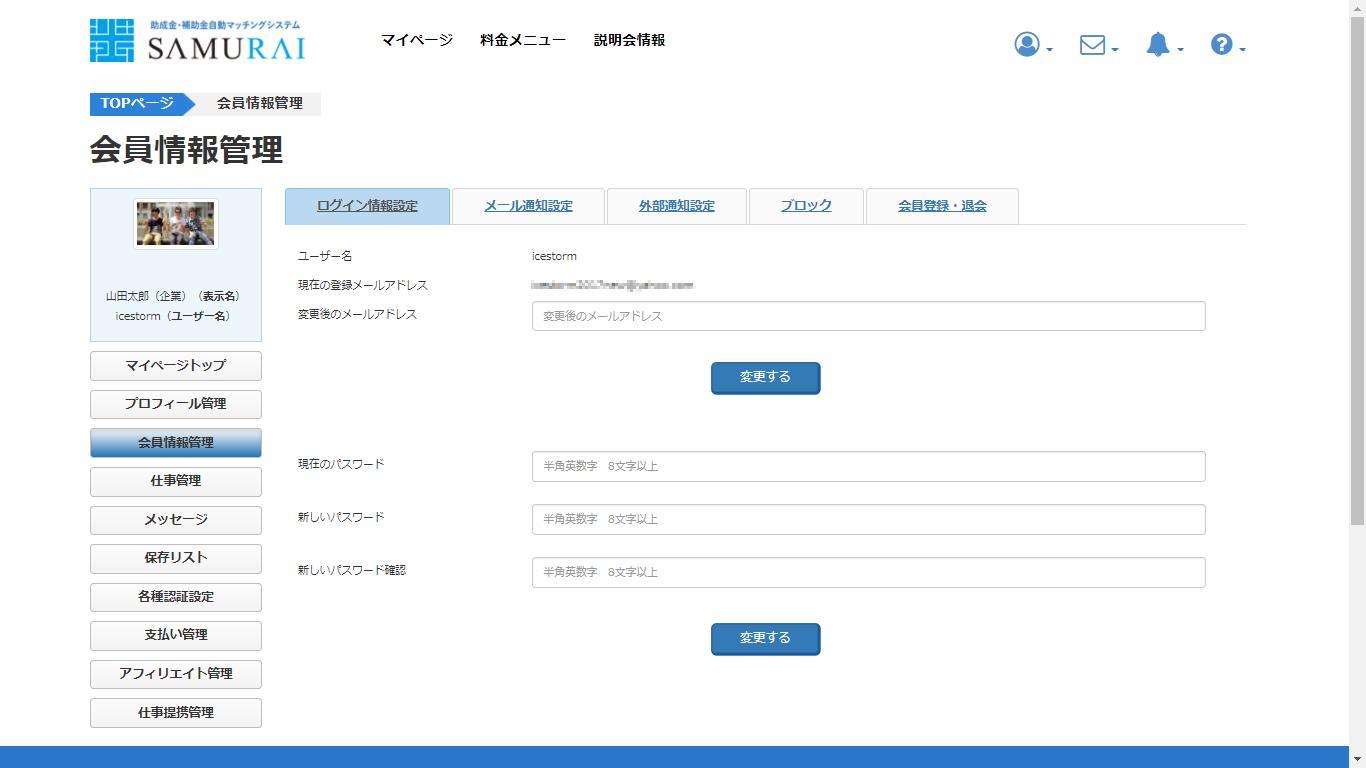 助成金・補助金自動マッチングシステム
SAMURAI
マイページ 料金メニュー 説明会情報
TOPページ 会員情報管理
会員情報管理
山田太郎（企業）（表示名）
icestorm（ユーザー名）
マイページトップ
プロフィール管理
会員情報管理
仕事管理
メッセージ
保存リスト
各種認証設定
支払い管理
アフィリエイト管理
仕事提携管理
ログイン情報設定 メール通知設定 外部通知設定 ブロック 会員登録・退会
ユーザー名 icestorm
現在の登録メールアドレス
変更後のメールアドレス 変更後のメールアドレス
変更する
現在のパスワード 半角英数字 8文字以上
新しいパスワード 半角英数字 8文字以上
新しいパスワード確認 半角英数字 8文字以上
変更する